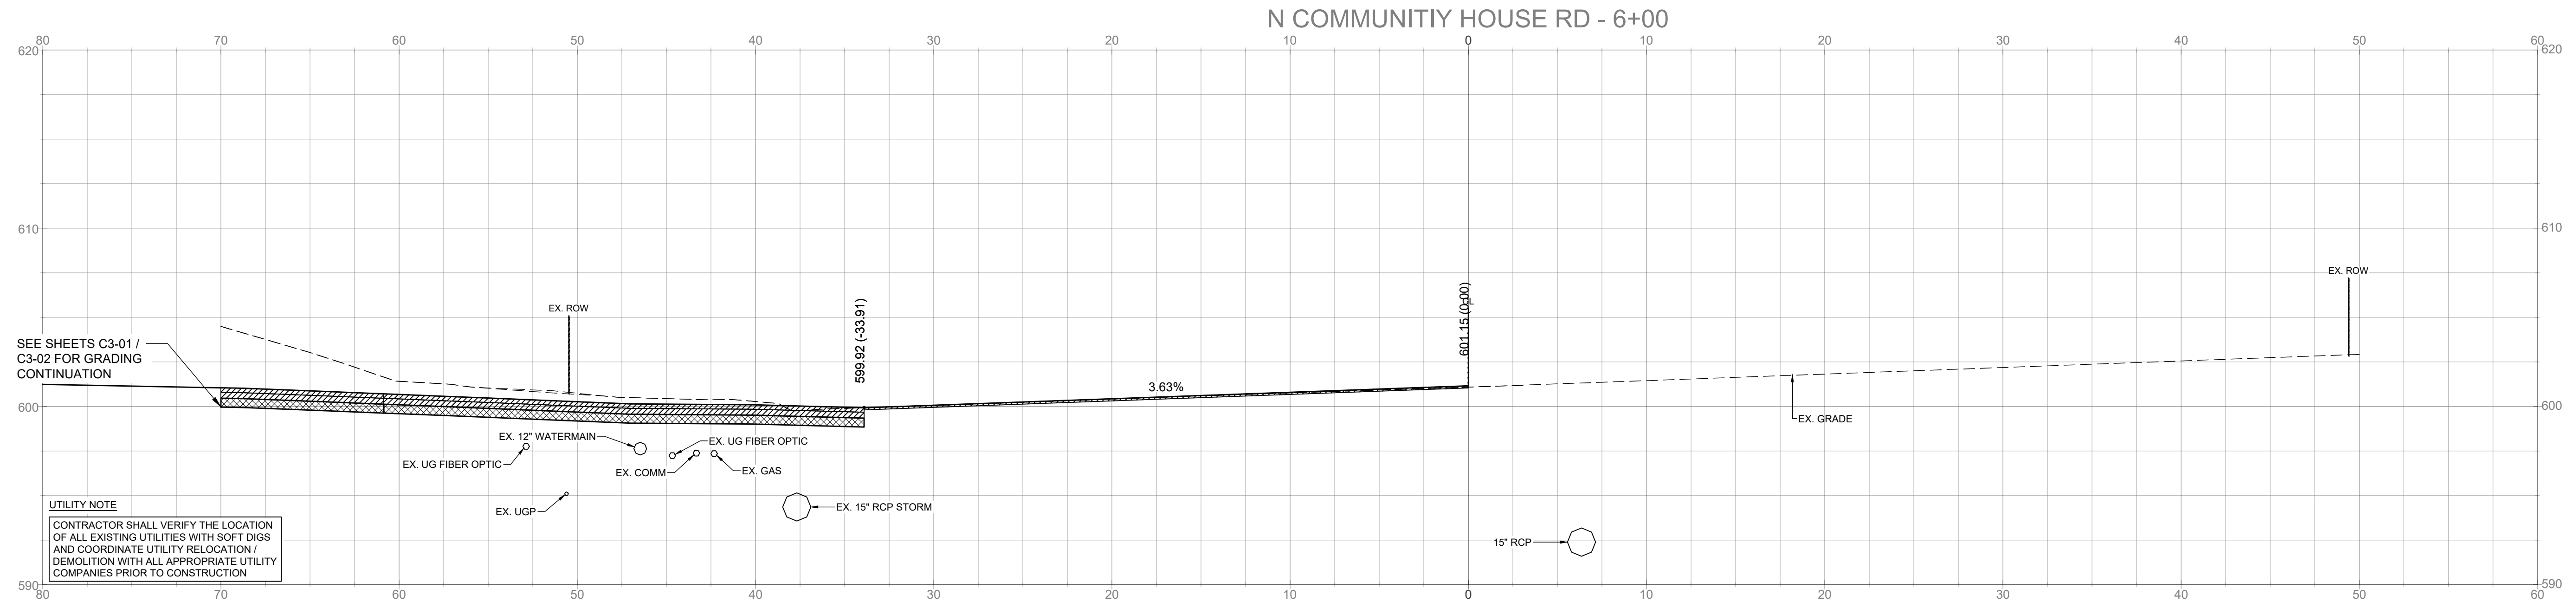 N COMMUNITIY HOUSE RD - 6+00
80 70 60 50 40 30 20 10 0 10 20 30 40 50 60
620 620
610 610
EX. ROW
EX. ROW
599.92 (-33.91)
601.15 (0.00)
SEE SHEETS C3-01 /
C3-02 FOR GRADING
CONTINUATION
3.63%
600 600
EX. GRADE
EX. 12" WATERMAIN
EX. UG FIBER OPTIC
EX. UG FIBER OPTIC
EX. COMM
EX. GAS
EX. UGP
EX. 15" RCP STORM
15" RCP
UTILITY NOTE
CONTRACTOR SHALL VERIFY THE LOCATION
OF ALL EXISTING UTILITIES WITH SOFT DIGS
AND COORDINATE UTILITY RELOCATION /
DEMOLITION WITH ALL APPROPRIATE UTILITY
COMPANIES PRIOR TO CONSTRUCTION
590 590
80 70 60 50 40 30 20 10 0 10 20 30 40 50 60